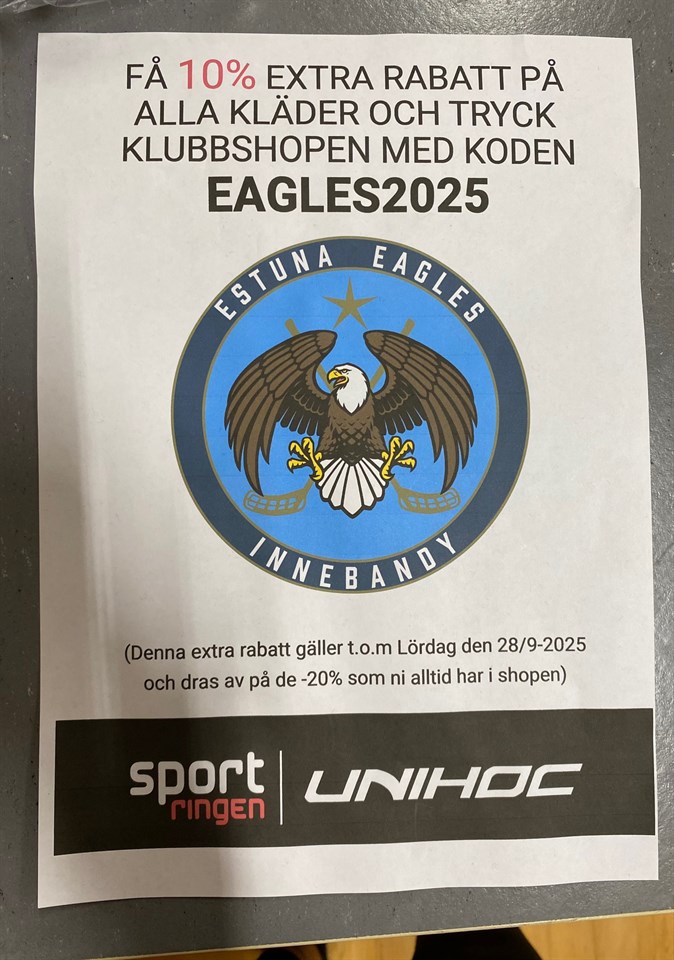 FÅ 10% EXTRA RABATT PÅ
ALLA KLÄDER OCH TRYCK
KLUBBSHOPEN MED KODEN
EAGLES2025
ESTUNA EAGLES
INNEBANDY
(Denna extra rabatt gäller t.o.m Lördag den 28/9-2025
och dras av på de -20% som ni alltid har i shopen)
sport
ringen
UNIHOC